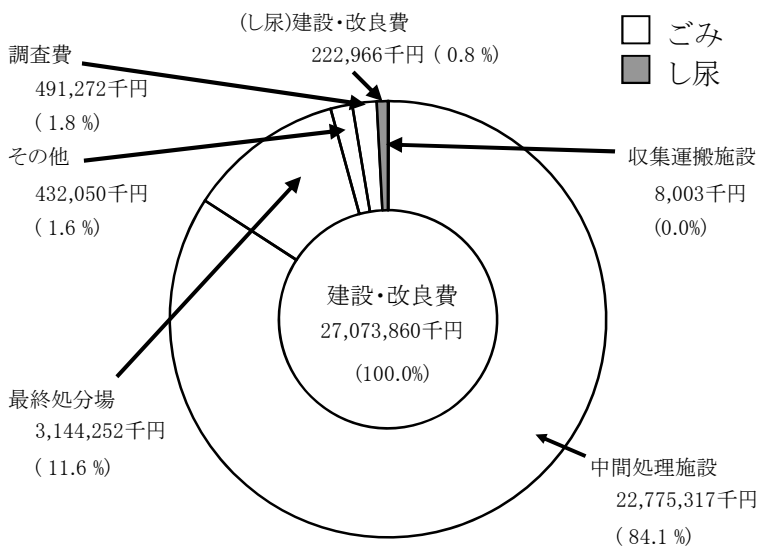 (し尿)建設・改良費
222,966千円 ( 0.8 %)
ごみ
し尿
調査費
491,272千円
( 1.8 %)
その他
432,050千円
( 1.6 %)
収集運搬施設
8,003千円
(0.0%)
建設・改良費
27,073,860千円
(100.0%)
最終処分場
3,144,252千円
( 11.6 %)
中間処理施設
22,775,317千円
( 84.1 %)